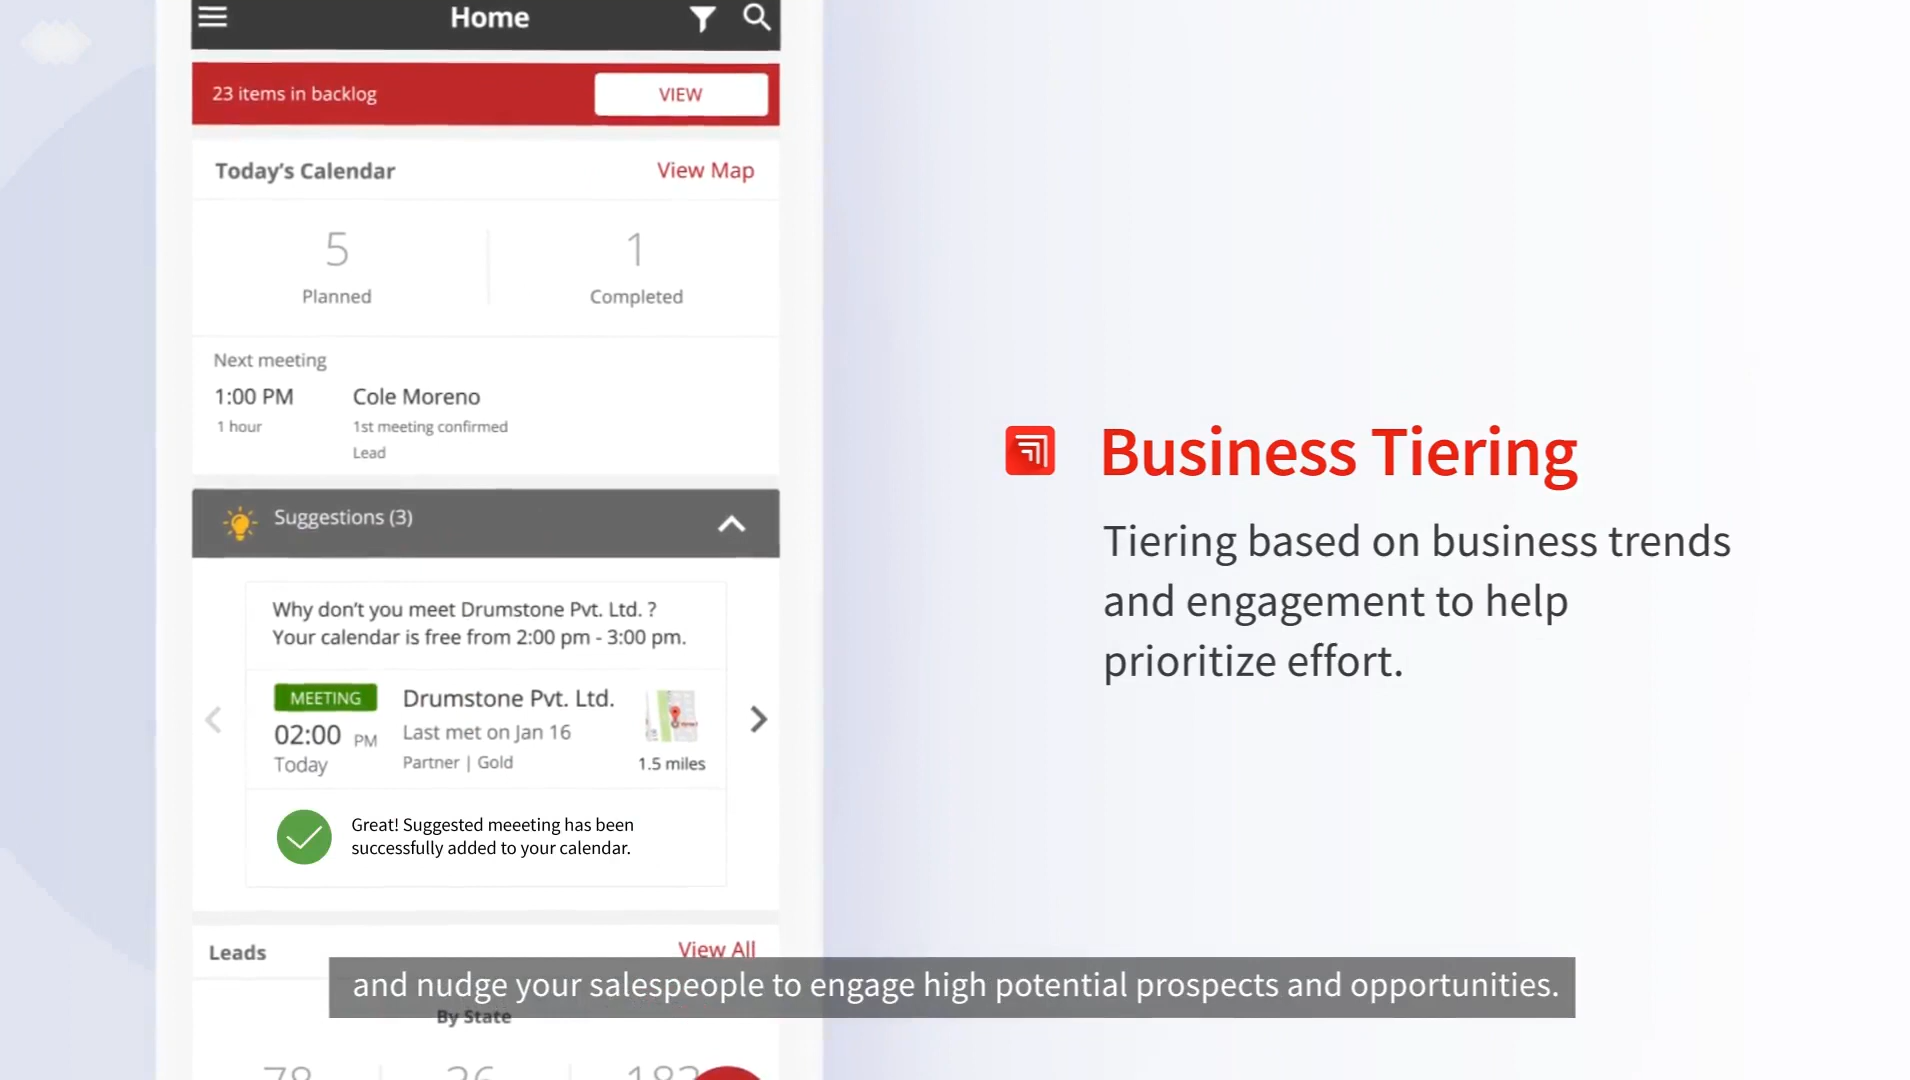 Home
23 items in backlog
VIEW
Today's Calendar
View Map
5
1
Planned
Completed
Next meeting
1:00 PM
Cole Moreno
1 hour
1st meeting confirmed
Lead
Suggestions (3)
Why don't you meet Drumstone Pvt. Ltd. ?
Your calendar is free from 2:00 pm - 3:00 pm.
MEETING
Drumstone Pvt. Ltd.
02:00 PM
Last met on Jan 16
Today
Partner | Gold
1.5 miles
Great! Suggested meeeting has been
successfully added to your calendar.
Leads
View All
By State
78
26
183
Business Tiering
Tiering based on business trends
and engagement to help
prioritize effort.
and nudge your salespeople to engage high potential prospects and opportunities.